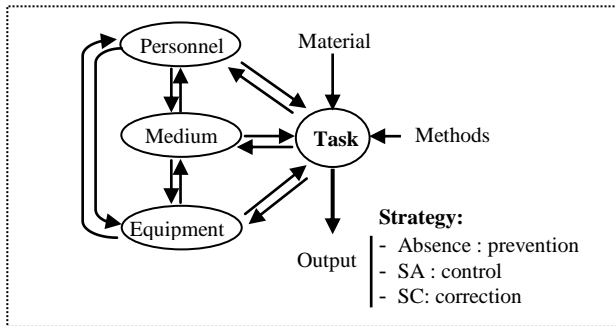 Personnel
Material
Medium
Task
Methods
Equipment
Output
Strategy:
- Absence : prevention
- SA : control
- SC: correction